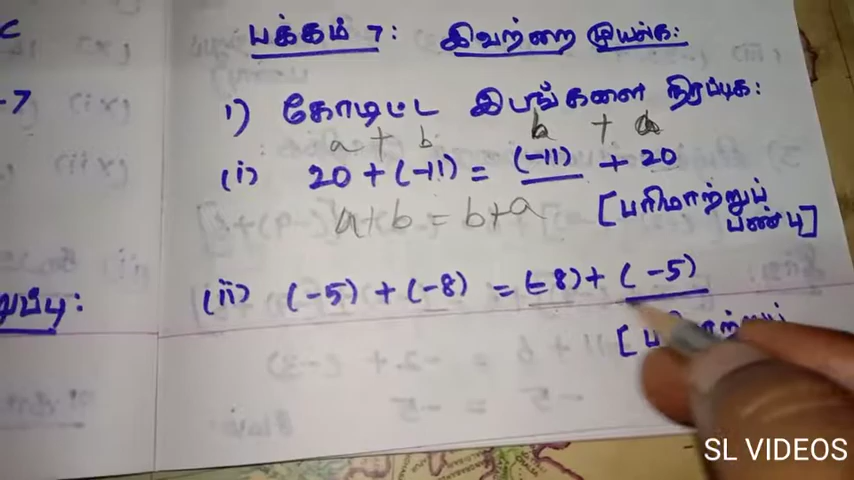 c
-7
பக்கம் 7: இவற்றை முயல்க:
1) கோடிட்ட இடங்களை நிரப்புக:
a + b b + a
(i) 20 + (-11) = (-11) + 20
a+b = b+a [பரிமாற்றுப் பண்பு]
(ii) (-5) + (-8) = (-8) + (-5)
SL VIDEOS